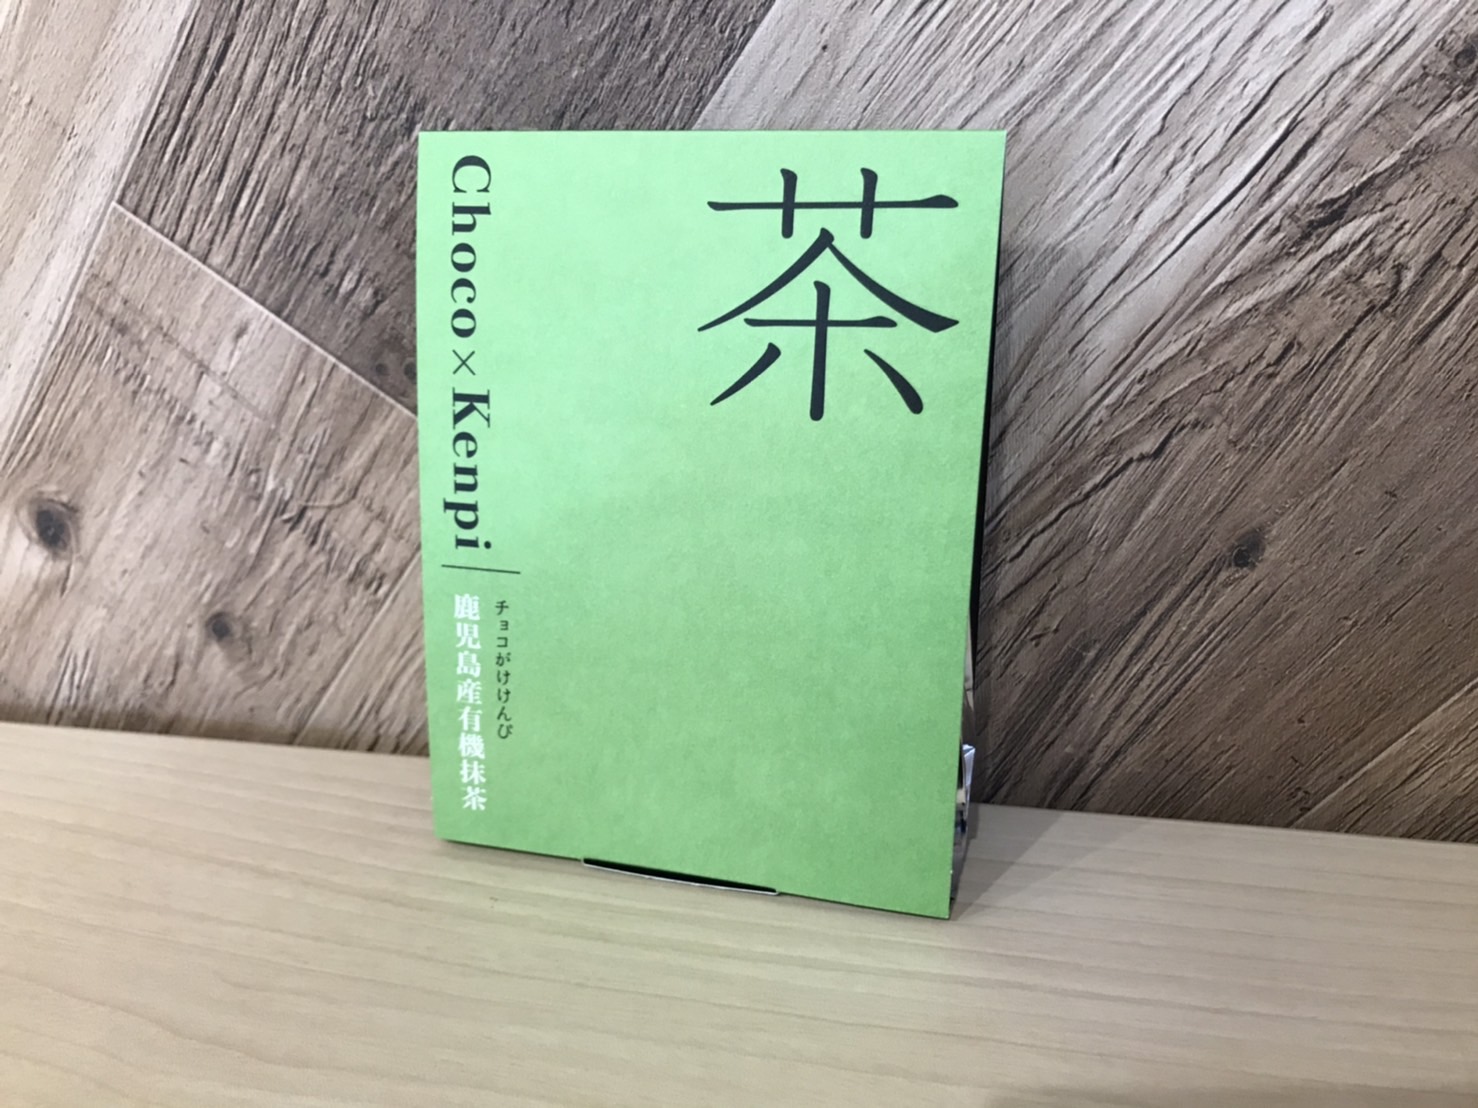 茶
Choco×Kenpi
チョコがけけんぴ
鹿児島産有機抹茶